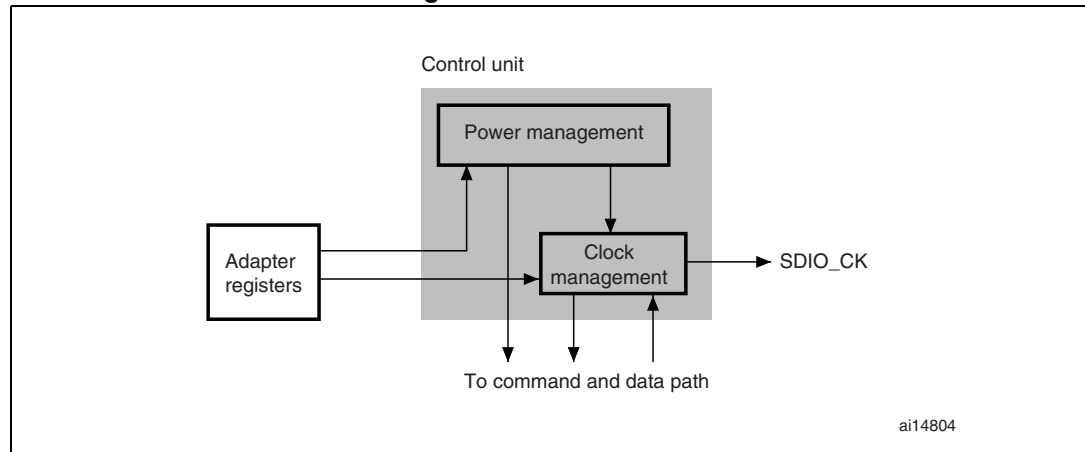 Control unit
Power management
Adapter
registers
Clock
management
SDIO_CK
To command and data path
ai14804